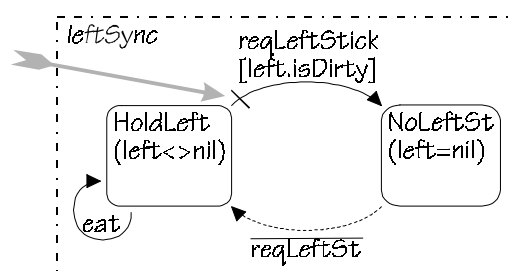 leftSync
reqLeftStick
[left.isDirty]
HoldLeft
(left<>nil)
NoLeftSt
(left=nil)
eat
reqLeftSt